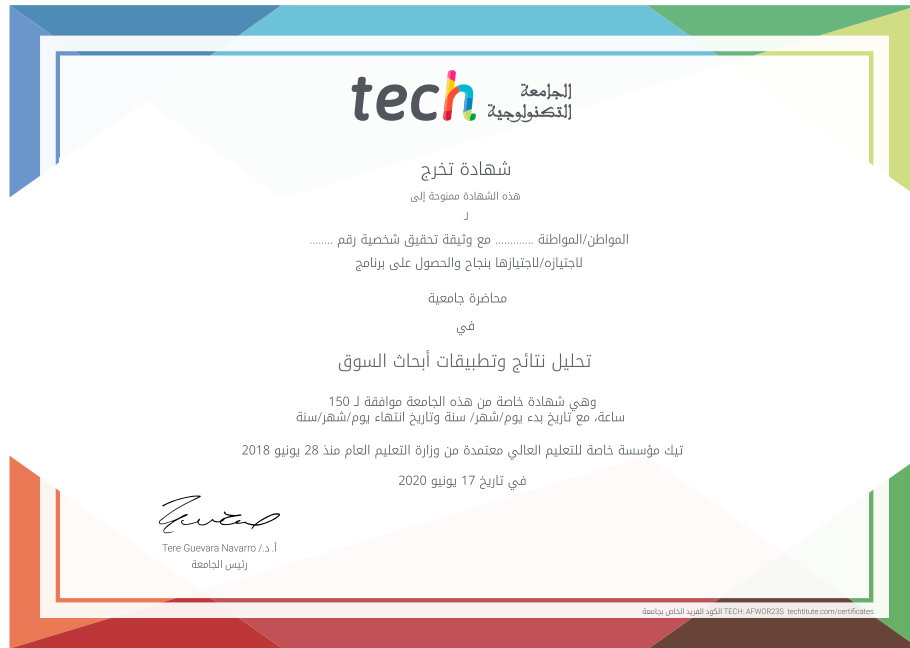 tech
الجامعة
التكنولوجية
شهادة تخرج
هذه الشهادة ممنوحة إلى
لـ
المواطن/المواطنة ............. مع وثيقة تحقيق شخصية رقم ........
لاجتيازه/لاجتيازها بنجاح والحصول على برنامج
محاضرة جامعية
في
تحليل نتائج وتطبيقات أبحاث السوق
وهي شهادة خاصة من هذه الجامعة موافقة لـ 150
ساعة، مع تاريخ بدء يوم/شهر/ سنة وتاريخ انتهاء يوم/شهر/سنة
تيك مؤسسة خاصة للتعليم العالي معتمدة من وزارة التعليم العام منذ 28 يونيو 2018
في تاريخ 17 يونيو 2020
أ. د./ Tere Guevara Navarro
رئيس الجامعة
الكود الفريد الخاص بجامعة TECH: AFWOR23S techtitute.com/certificates